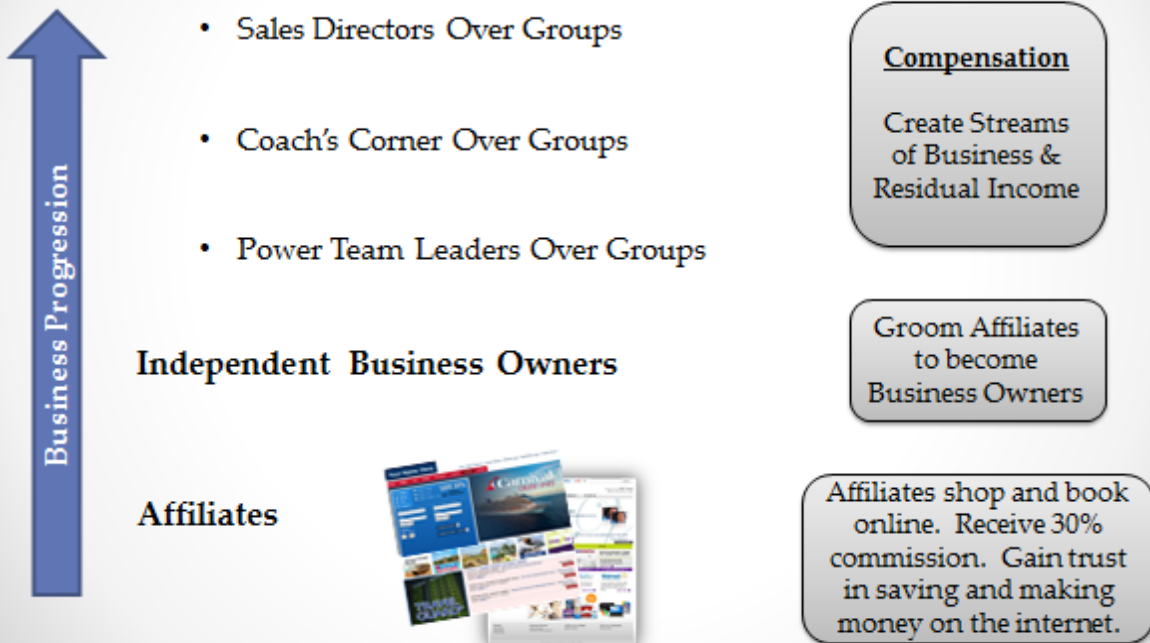 • Sales Directors Over Groups
• Coach's Corner Over Groups
• Power Team Leaders Over Groups
Independent Business Owners
Affiliates
Business Progression
Compensation
Create Streams
of Business &
Residual Income
Groom Affiliates
to become
Business Owners
Affiliates shop and book
online. Receive 30%
commission. Gain trust
in saving and making
money on the internet.
Carnival